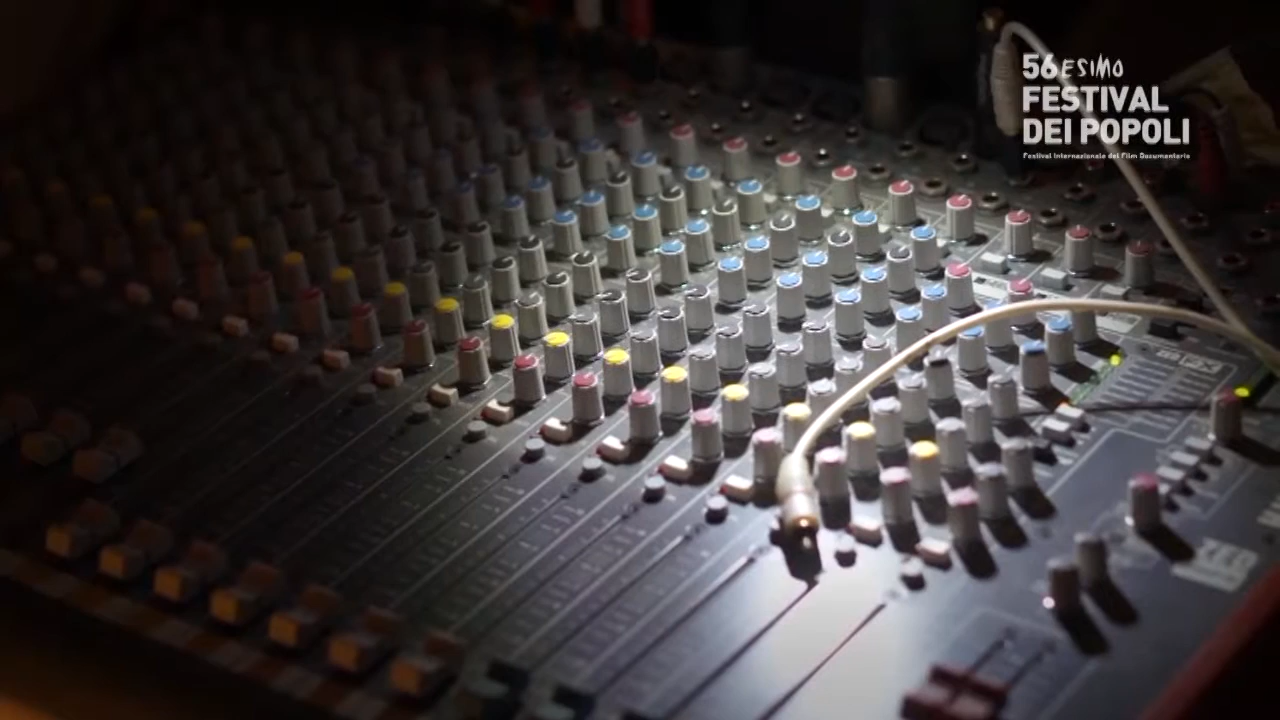 56ESIMO
FESTIVAL
DEI POPOLI
Festival Internazionale del Film Documentario